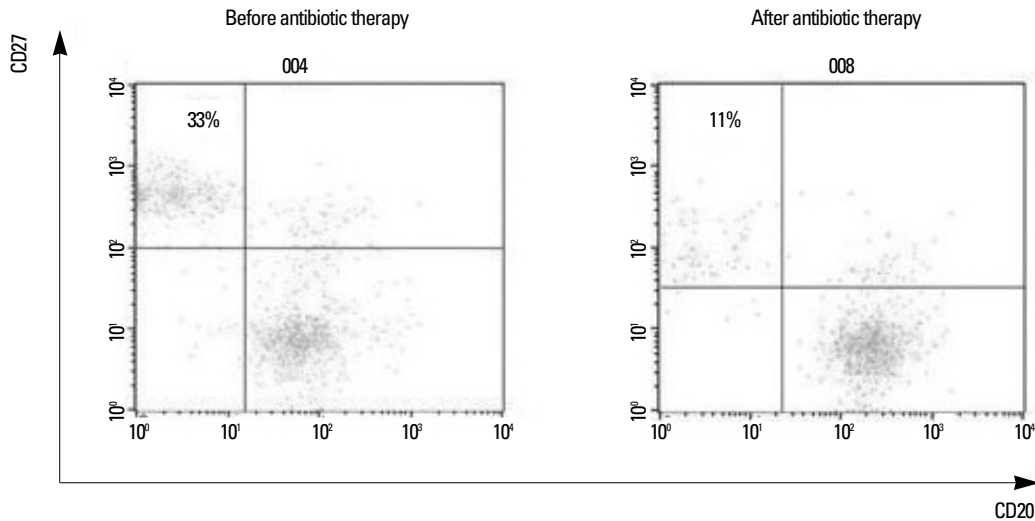 Before antibiotic therapy
After antibiotic therapy
CD27
004
008
33%
11%
10⁴
10³
10²
10¹
10⁰
10⁴
10³
10²
10¹
10⁰
10⁰ 10¹ 10² 10³ 10⁴
10⁰ 10¹ 10² 10³ 10⁴
CD20